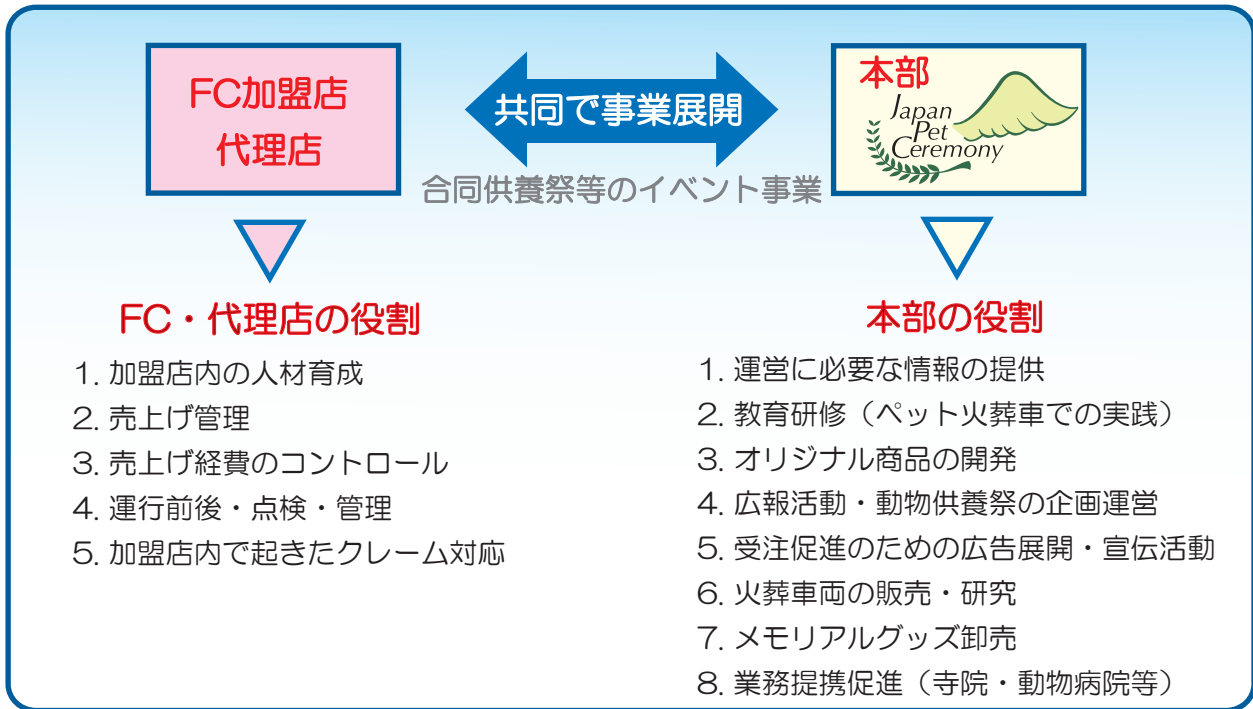 FC加盟店
代理店
共同で事業展開
合同供養祭等のイベント事業
本部
Japan
Pet
Ceremony
FC・代理店の役割
1. 加盟店内の人材育成
2. 売上げ管理
3. 売上げ経費のコントロール
4. 運行前後・点検・管理
5. 加盟店内で起きたクレーム対応
本部の役割
1. 運営に必要な情報の提供
2. 教育研修（ペット火葬車での実践）
3. オリジナル商品の開発
4. 広報活動・動物供養祭の企画運営
5. 受注促進のための広告展開・宣伝活動
6. 火葬車両の販売・研究
7. メモリアルグッズ卸売
8. 業務提携促進（寺院・動物病院等）